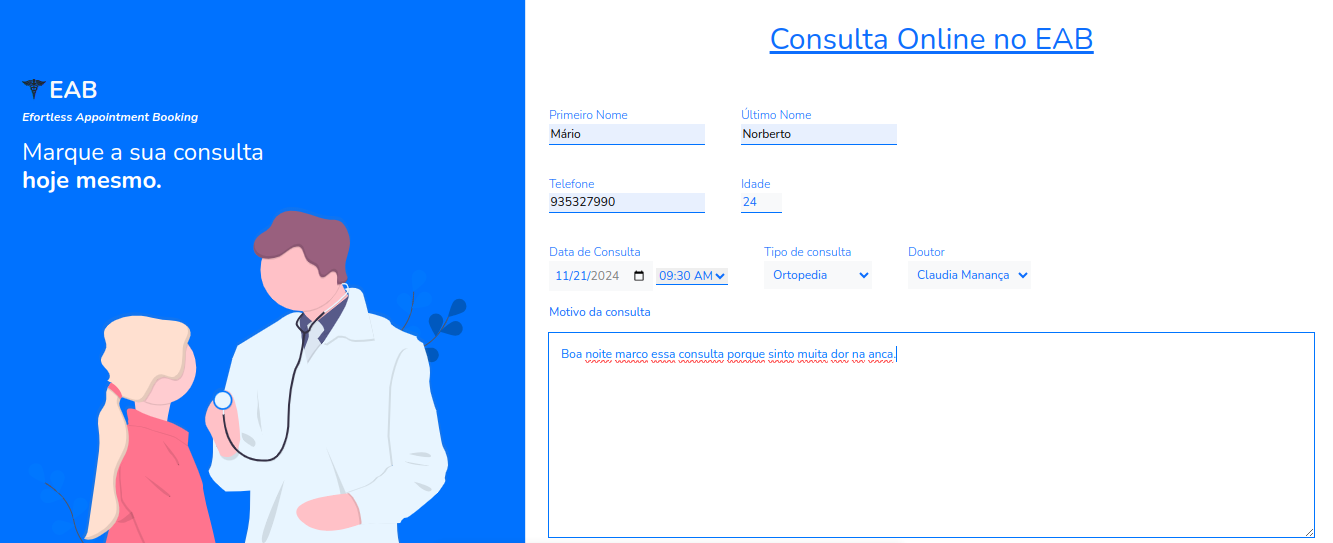 EAB
Efortless Appointment Booking
Marque a sua consulta
hoje mesmo.
Consulta Online no EAB
Primeiro Nome
Último Nome
Mário
Norberto
Telefone
Idade
935327990
24
Data de Consulta
Tipo de consulta
Doutor
11/21/2024
09:30 AM
Ortopedia
Claudia Manança
Motivo da consulta
Boa noite marco essa consulta porque sinto muita dor na anca.